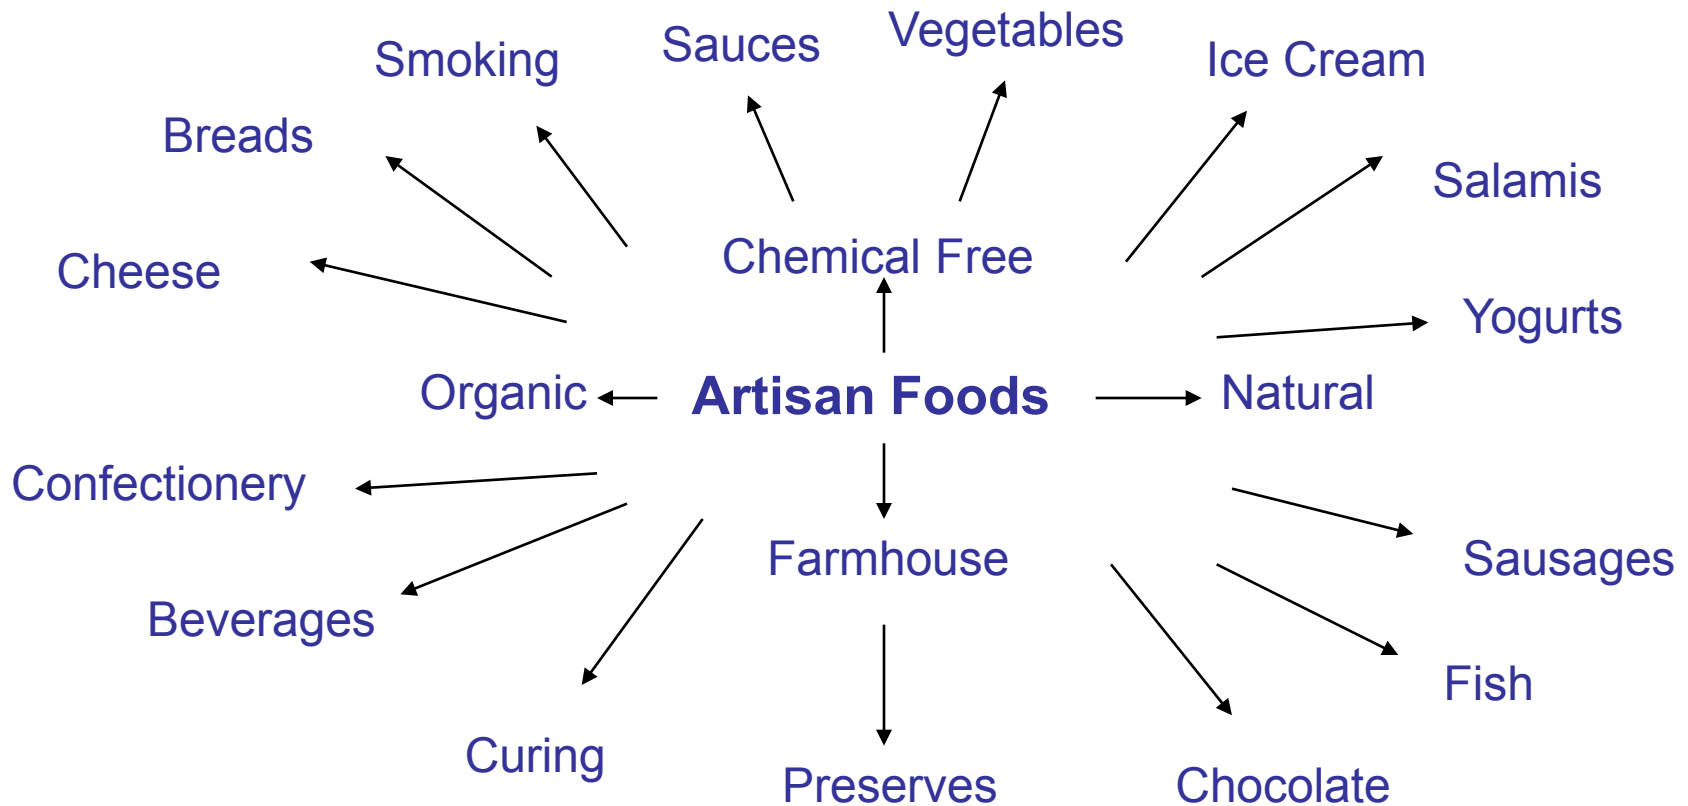 Vegetables
Sauces
Smoking
Ice Cream
Breads
Salamis
Chemical Free
Cheese
Yogurts
Organic
Artisan Foods
Natural
Confectionery
Farmhouse
Sausages
Beverages
Fish
Curing
Preserves
Chocolate